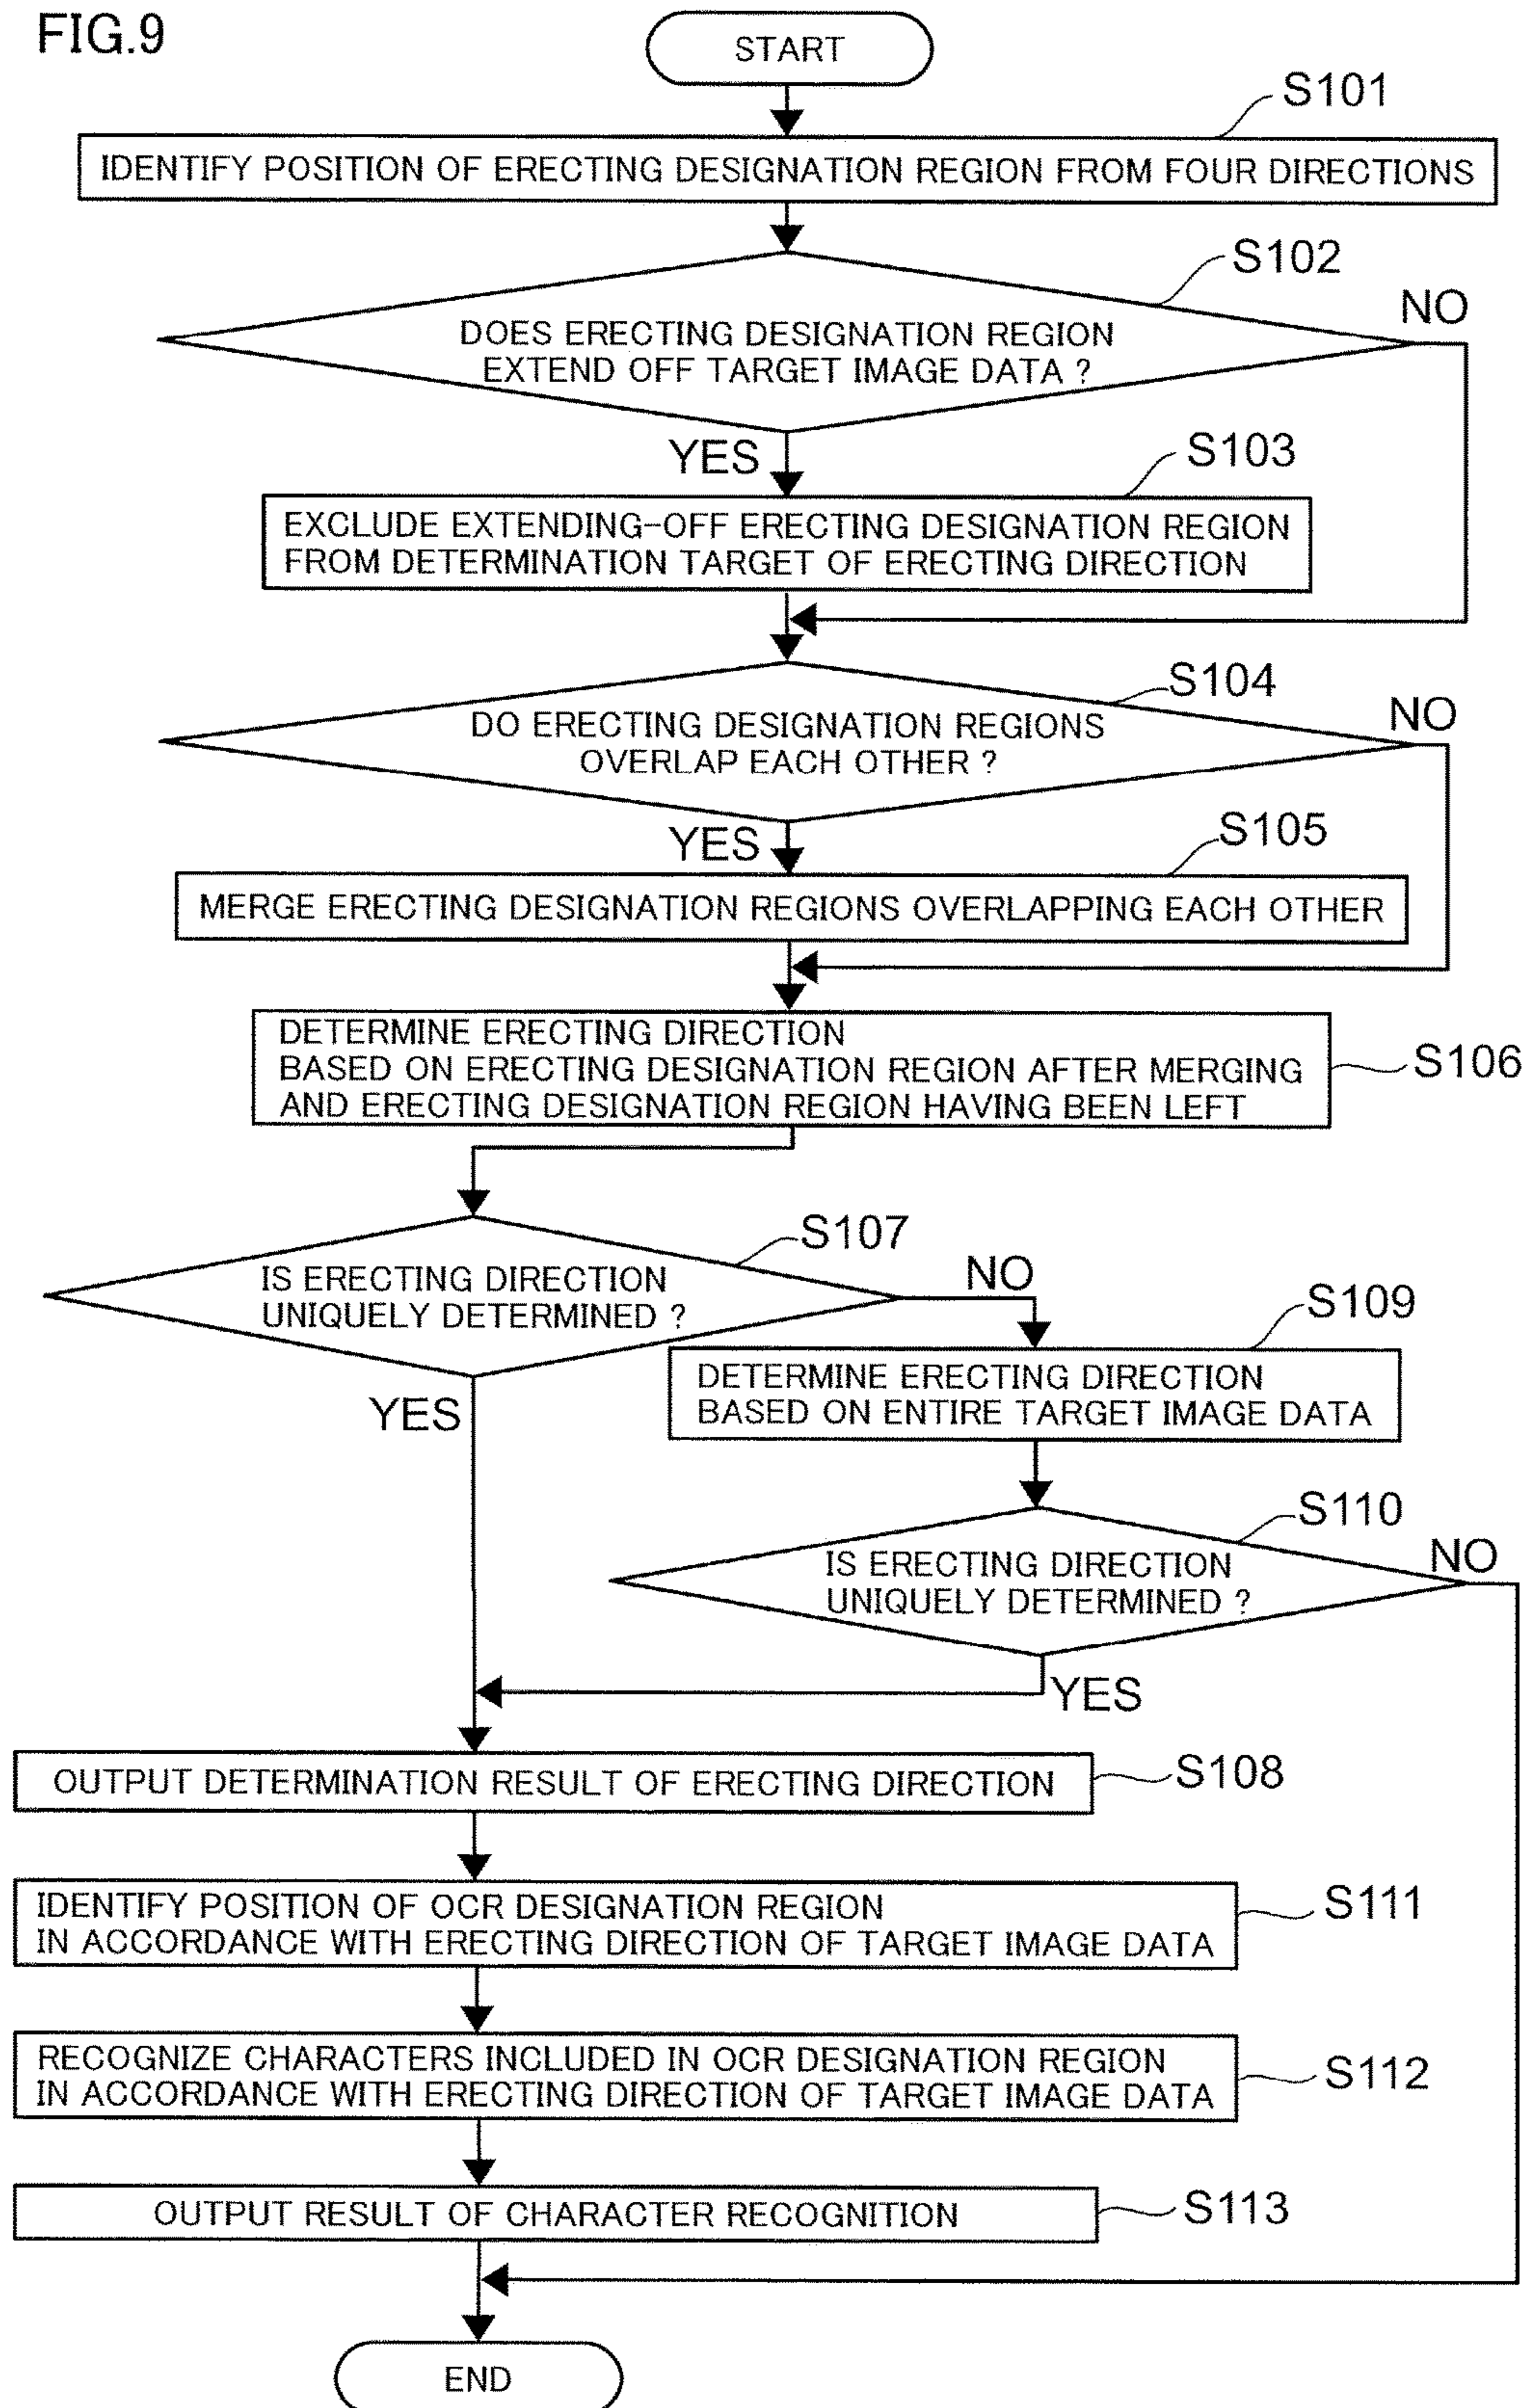 FIG.9
START
S101
IDENTIFY POSITION OF ERECTING DESIGNATION REGION FROM FOUR DIRECTIONS
S102
NO
DOES ERECTING DESIGNATION REGION
EXTEND OFF TARGET IMAGE DATA ?
YES
S103
EXCLUDE EXTENDING-OFF ERECTING DESIGNATION REGION
FROM DETERMINATION TARGET OF ERECTING DIRECTION
S104
NO
DO ERECTING DESIGNATION REGIONS
OVERLAP EACH OTHER ?
YES
S105
MERGE ERECTING DESIGNATION REGIONS OVERLAPPING EACH OTHER
DETERMINE ERECTING DIRECTION
BASED ON ERECTING DESIGNATION REGION AFTER MERGING
AND ERECTING DESIGNATION REGION HAVING BEEN LEFT
S106
S107
IS ERECTING DIRECTION
UNIQUELY DETERMINED ?
NO
S109
DETERMINE ERECTING DIRECTION
BASED ON ENTIRE TARGET IMAGE DATA
YES
S110
NO
IS ERECTING DIRECTION
UNIQUELY DETERMINED ?
YES
OUTPUT DETERMINATION RESULT OF ERECTING DIRECTION
S108
IDENTIFY POSITION OF OCR DESIGNATION REGION
IN ACCORDANCE WITH ERECTING DIRECTION OF TARGET IMAGE DATA
S111
RECOGNIZE CHARACTERS INCLUDED IN OCR DESIGNATION REGION
IN ACCORDANCE WITH ERECTING DIRECTION OF TARGET IMAGE DATA
S112
OUTPUT RESULT OF CHARACTER RECOGNITION
S113
END